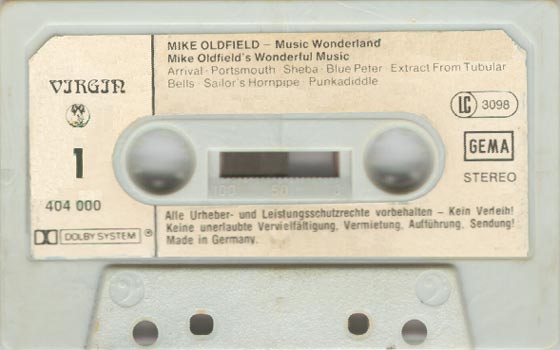 MIKE OLDFIELD – Music Wonderland
Mike Oldfield's Wonderful Music
Arrival · Portsmouth · Sheba · Blue Peter · Extract From Tubular
Bells · Sailor's Hornpipe · Punkadiddle
VIRGIN
LC 3098
GEMA
1
STEREO
100 50 0
404 000
DOLBY SYSTEM ®
Alle Urheber- und Leistungsschutzrechte vorbehalten – Kein Verleih!
Keine unerlaubte Vervielfältigung, Vermietung, Aufführung, Sendung!
Made in Germany.